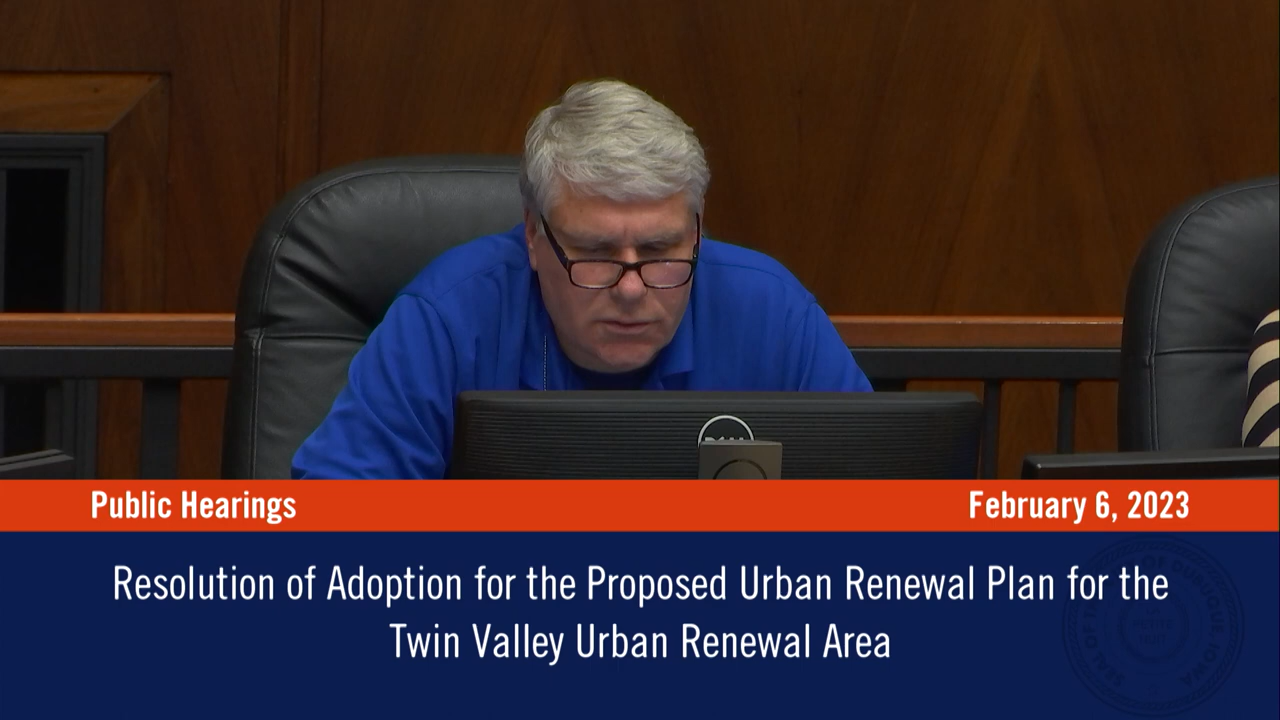 Public Hearings
February 6, 2023
Resolution of Adoption for the Proposed Urban Renewal Plan for the
Twin Valley Urban Renewal Area